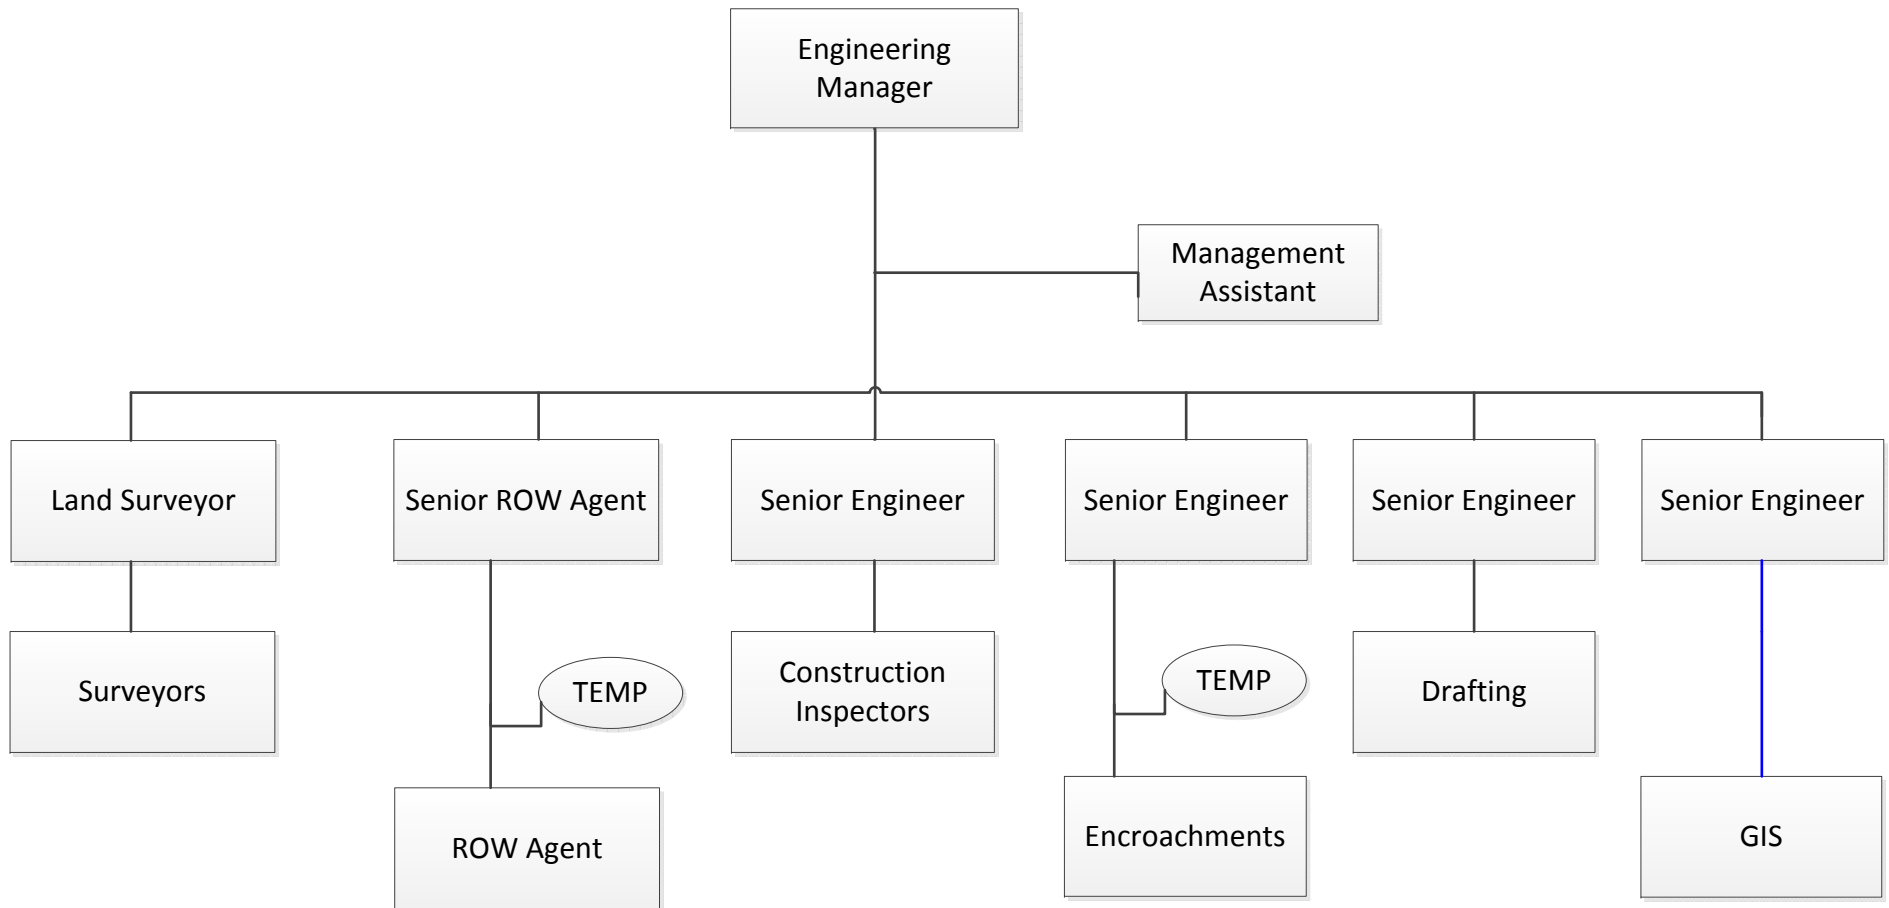 Engineering
Manager
Management
Assistant
Land Surveyor
Senior ROW Agent
Senior Engineer
Senior Engineer
Senior Engineer
Senior Engineer
Surveyors
TEMP
Construction
Inspectors
TEMP
Drafting
ROW Agent
Encroachments
GIS